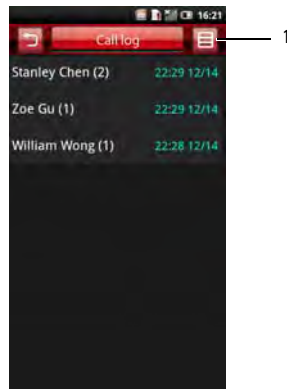 16:21
Call log
1
Stanley Chen (2) 22:29 12/14
Zoe Gu (1) 22:29 12/14
William Wong (1) 22:28 12/14